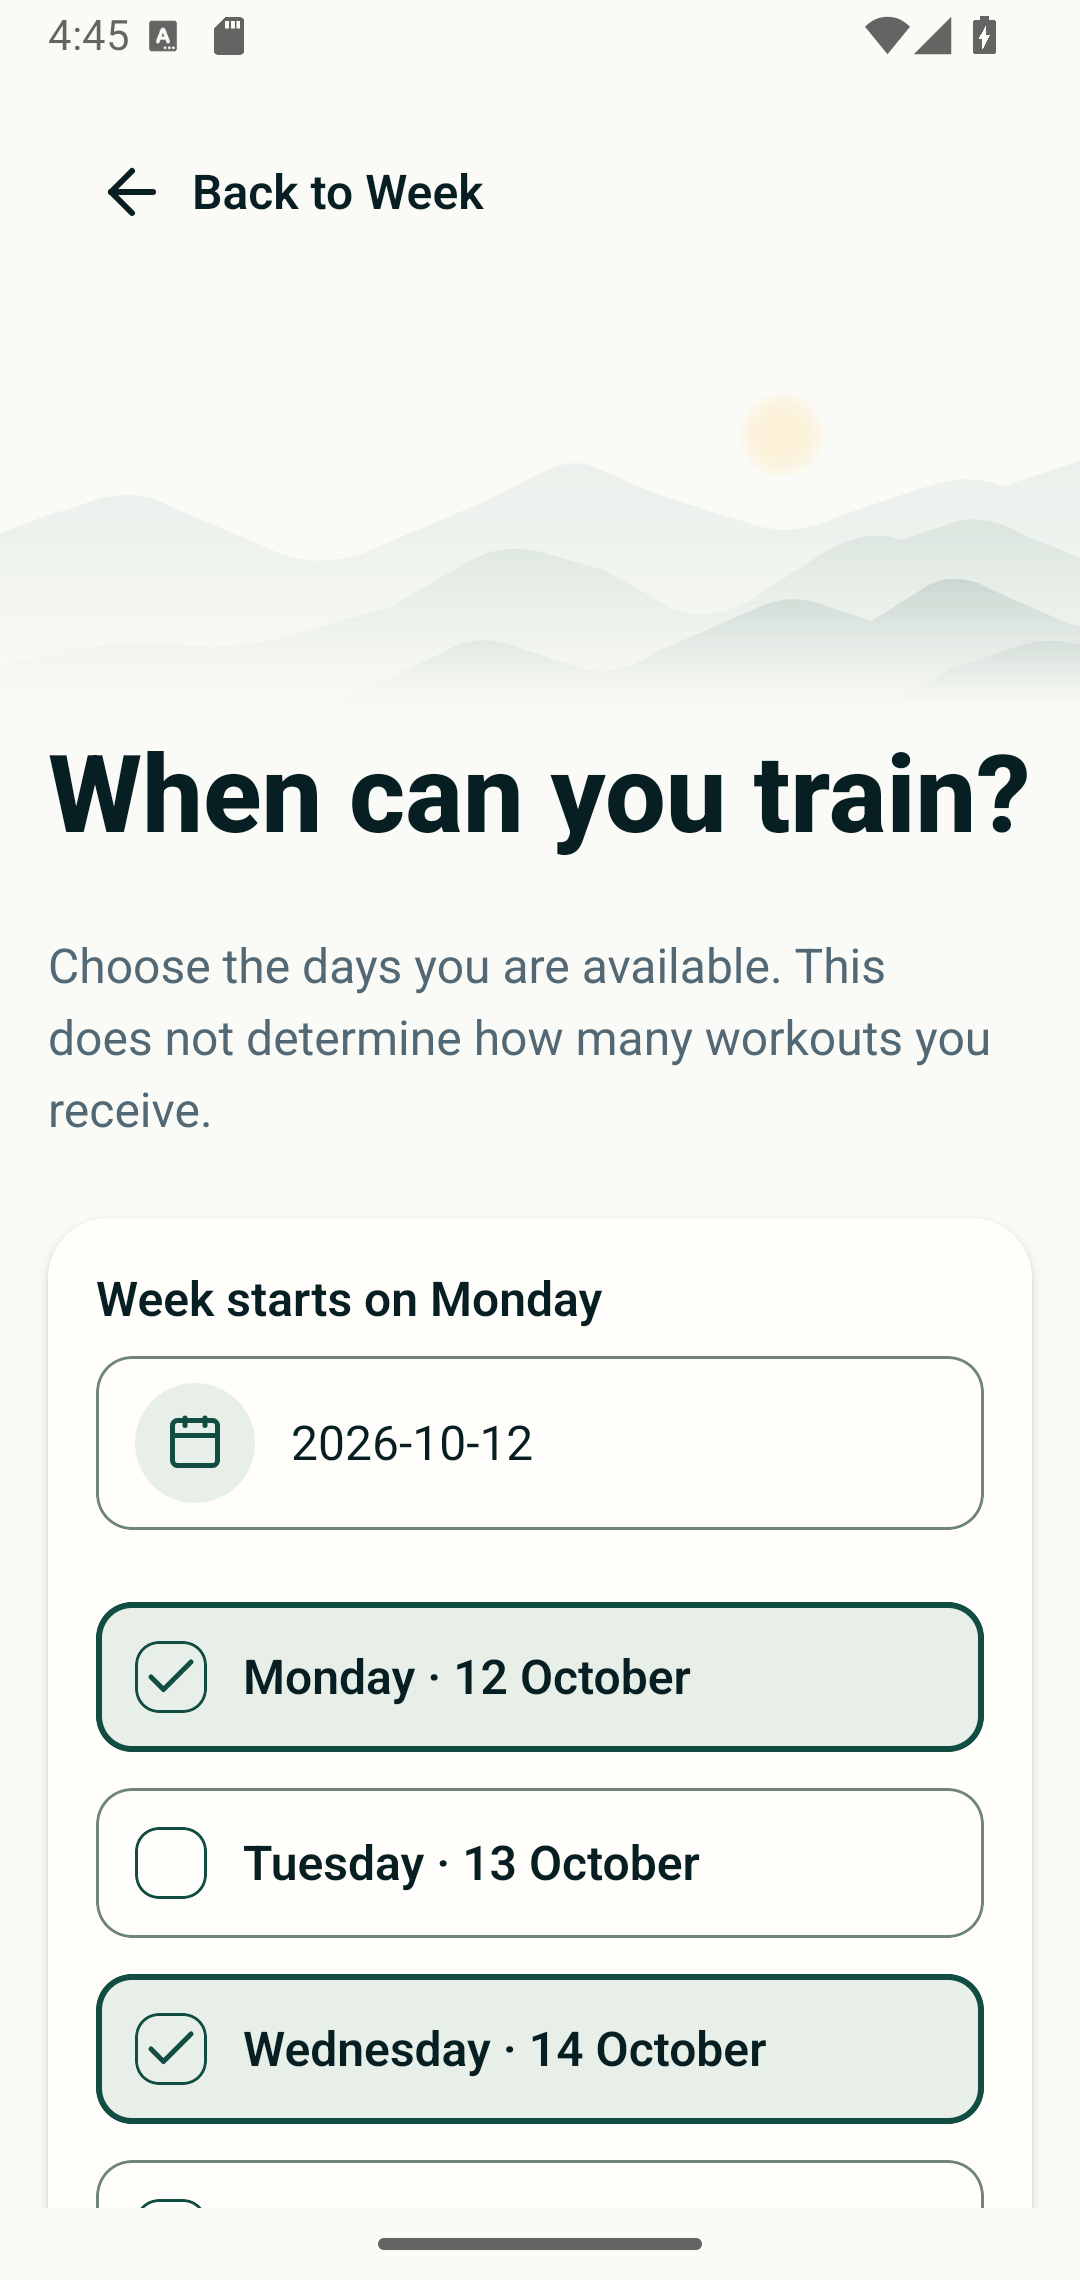 4:45
Back to Week
When can you train?
Choose the days you are available. This
does not determine how many workouts you
receive.
Week starts on Monday
2026-10-12
Monday · 12 October
Tuesday · 13 October
Wednesday · 14 October